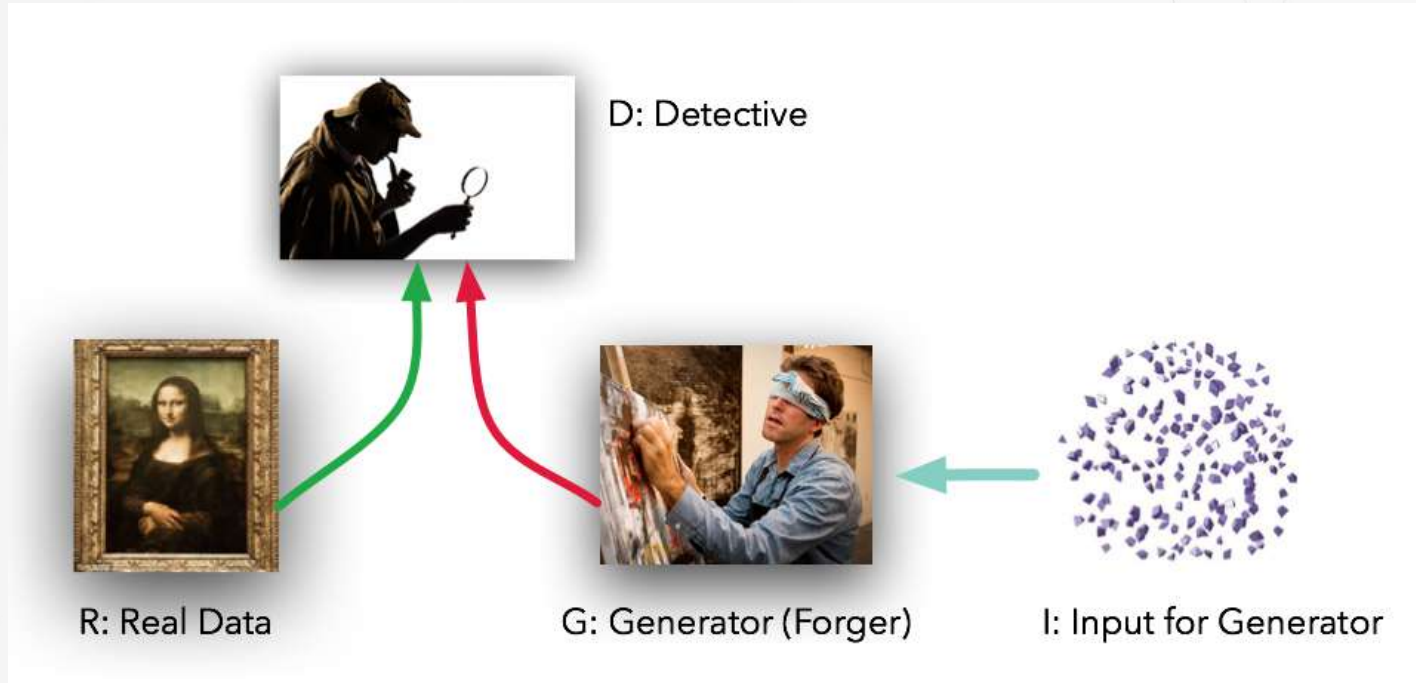 D: Detective
R: Real Data
G: Generator (Forger)
I: Input for Generator